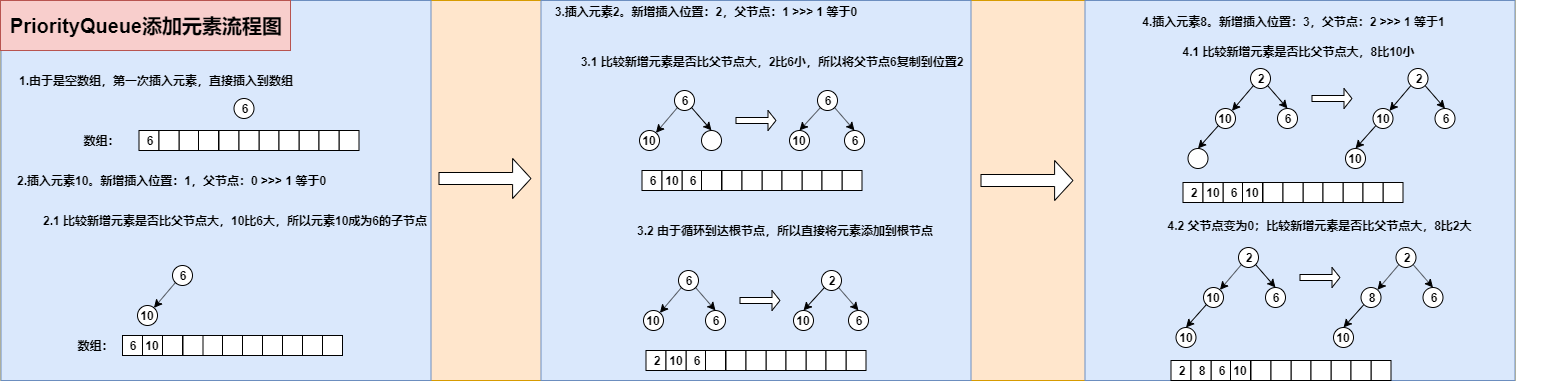 PriorityQueue添加元素流程图
1.由于是空数组，第一次插入元素，直接插入到数组
6
数组：
6
2.插入元素10。新增插入位置：1，父节点：0 >>> 1 等于0
2.1 比较新增元素是否比父节点大，10比6大，所以元素10成为6的子节点
6
10
数组：
6 10
3.插入元素2。新增插入位置：2，父节点：1 >>> 1 等于0
3.1 比较新增元素是否比父节点大，2比6小，所以将父节点6复制到位置2
6 6
10 10 6
6 10 6
3.2 由于循环到达根节点，所以直接将元素添加到根节点
6 2
10 6 10 6
2 10 6
4.插入元素8。新增插入位置：3，父节点：2 >>> 1 等于1
4.1 比较新增元素是否比父节点大，8比10小
2 2
10 6 10 6
10
2 10 6 10
4.2 父节点变为0；比较新增元素是否比父节点大，8比2大
2 2
10 6 8 6
10 10
2 8 6 10